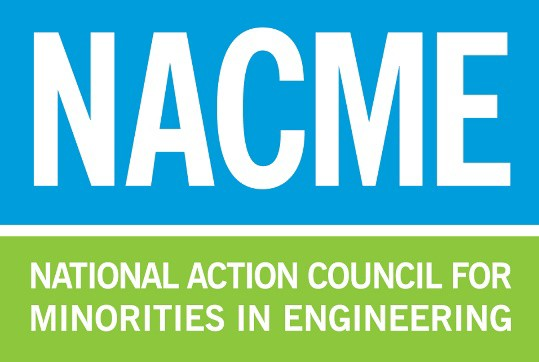 NACME
NATIONAL ACTION COUNCIL FOR
MINORITIES IN ENGINEERING